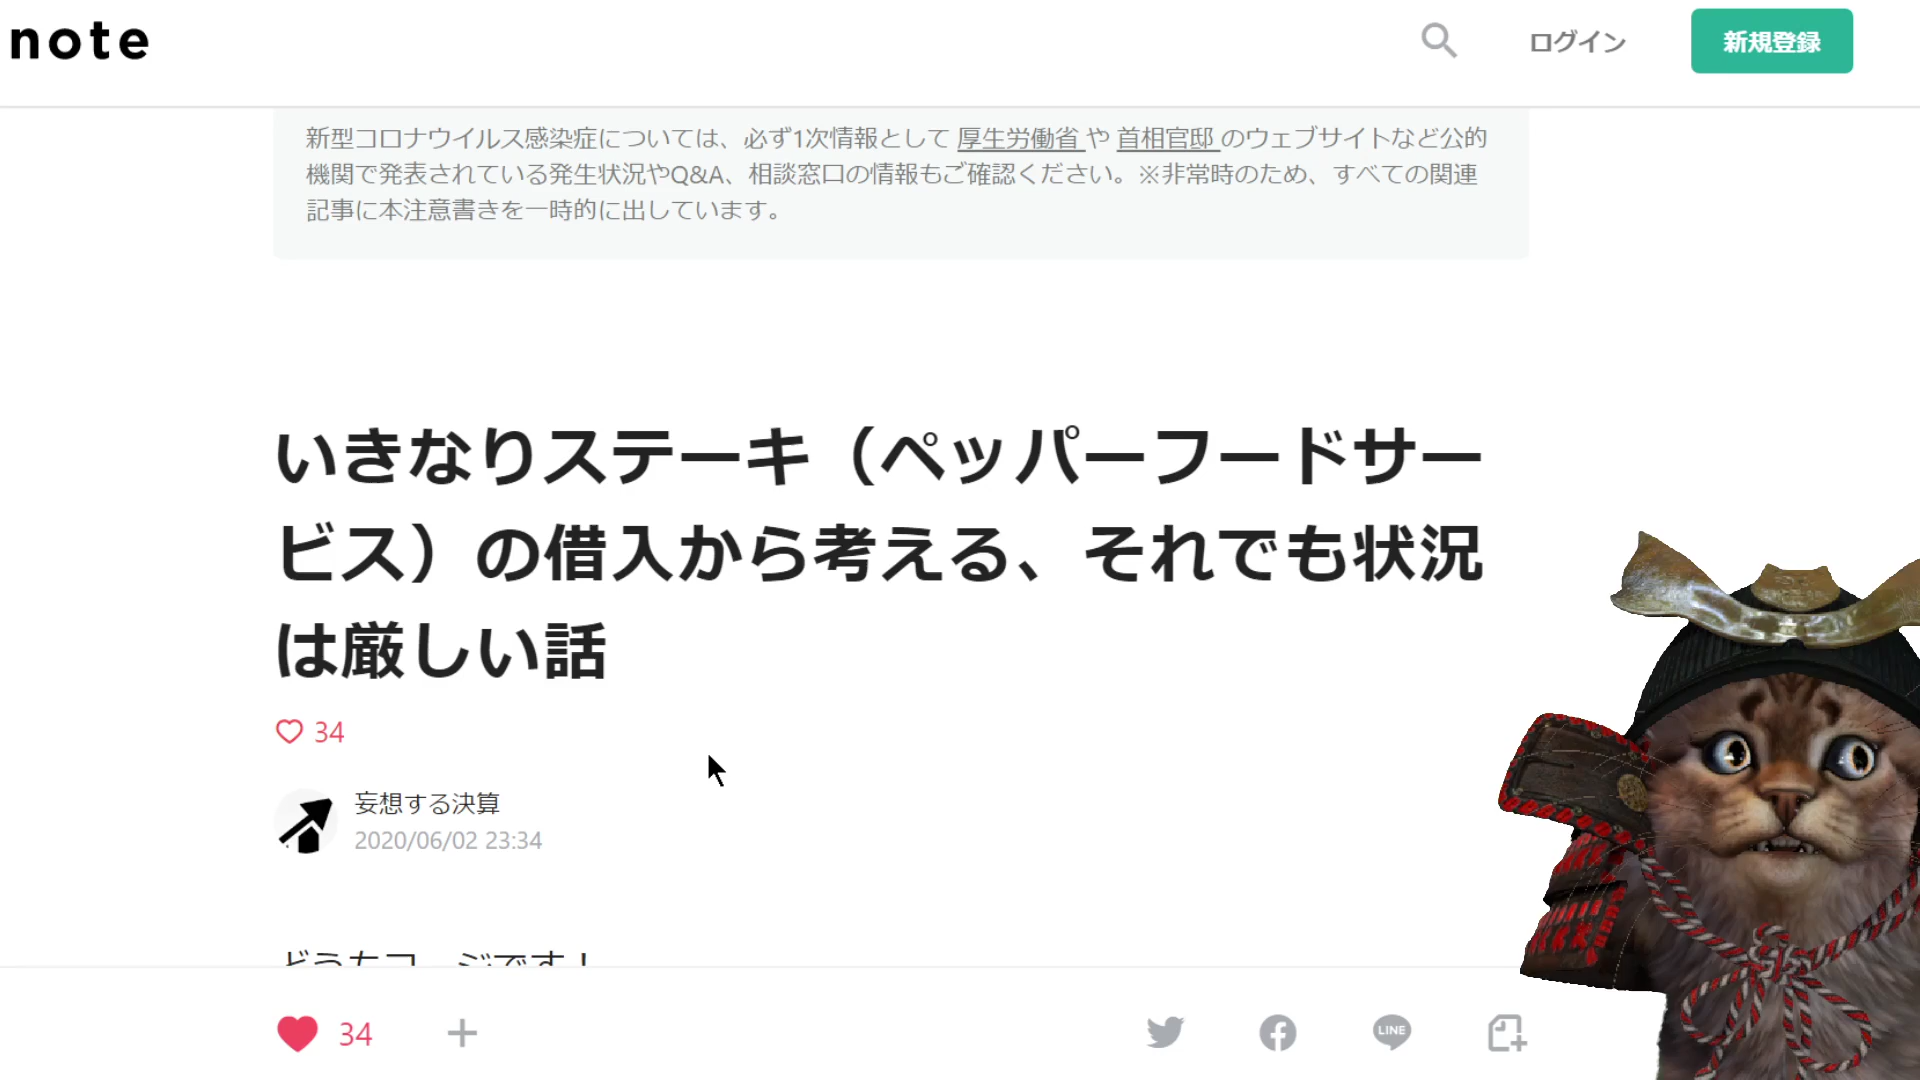 note
ログイン
新規登録
新型コロナウイルス感染症については、必ず1次情報として 厚生労働省 や 首相官邸 のウェブサイトなど公的
機関で発表されている発生状況やQ&A、相談窓口の情報もご確認ください。※非常時のため、すべての関連
記事に本注意書きを一時的に出しています。
いきなりステーキ（ペッパーフードサー
ビス）の借入から考える、それでも状況
は厳しい話
34
妄想する決算
2020/06/02 23:34
34
LINE